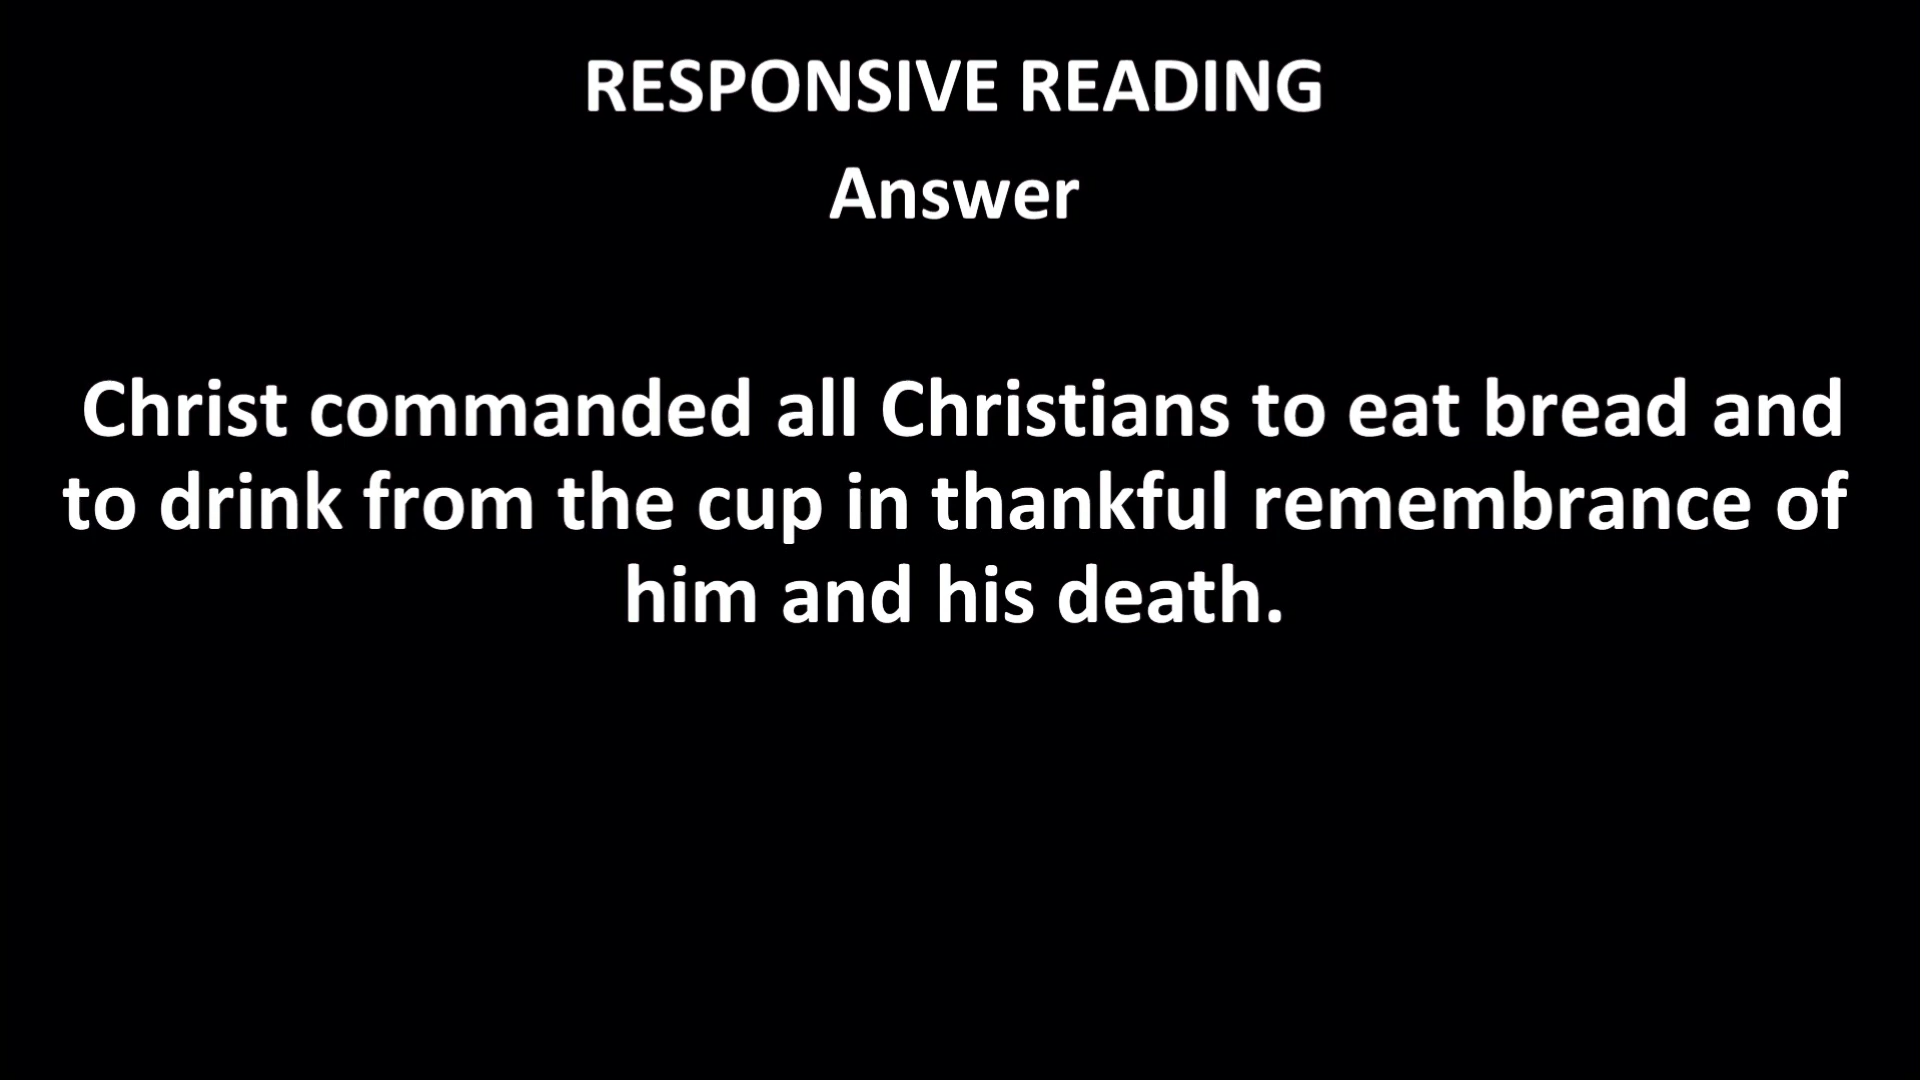 RESPONSIVE READING
Answer
Christ commanded all Christians to eat bread and
to drink from the cup in thankful remembrance of
him and his death.